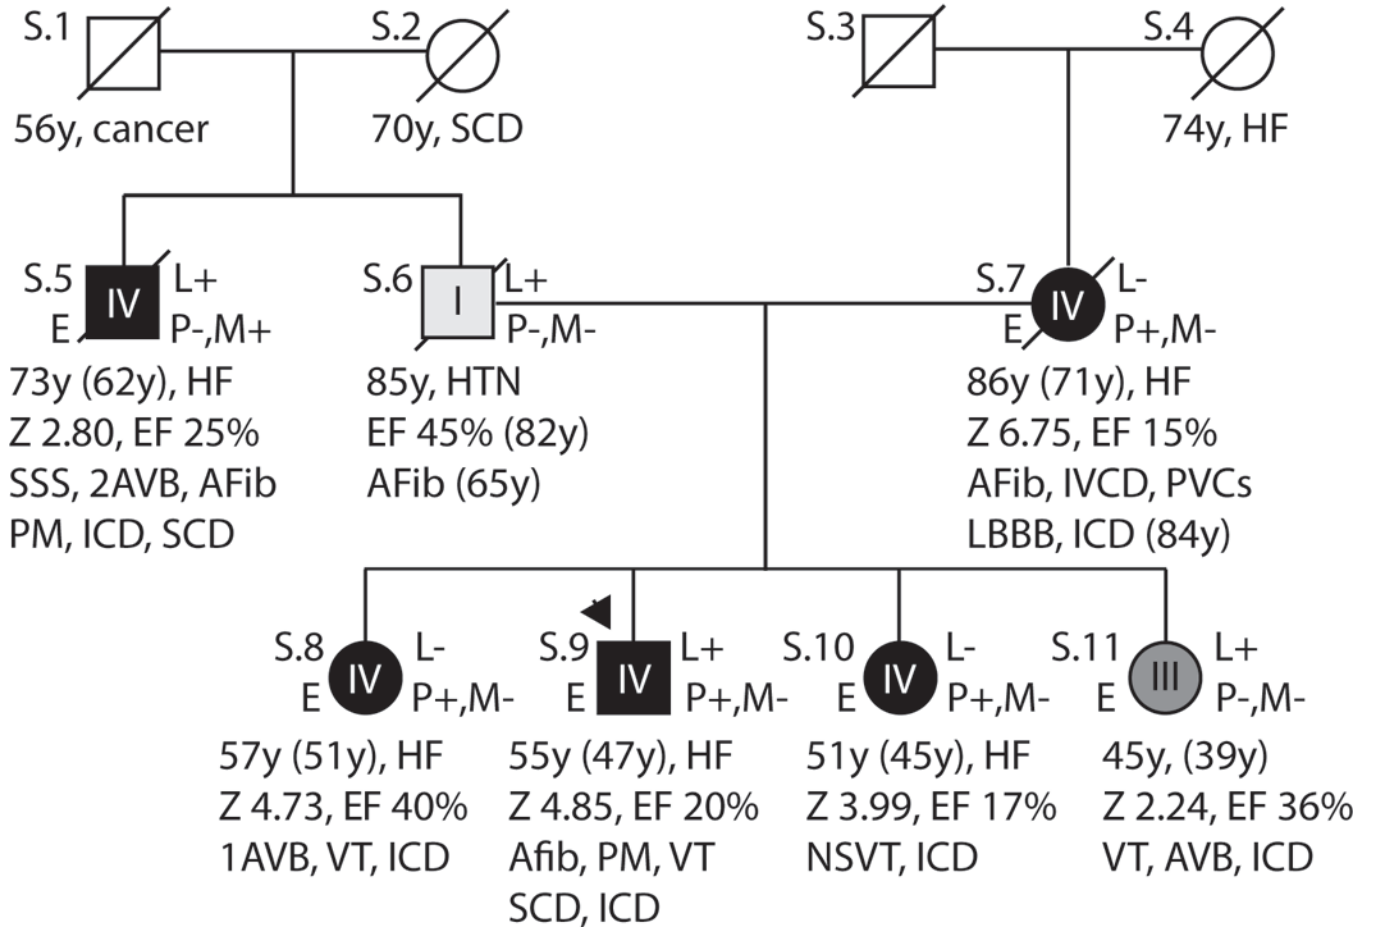 S.1
S.2
S.3
S.4
56y, cancer
70y, SCD
74y, HF
S.5
IV
L+
E
P-,M+
S.6
I
L+
P-,M-
S.7
IV
L-
E
P+,M-
73y (62y), HF
Z 2.80, EF 25%
SSS, 2AVB, AFib
PM, ICD, SCD
85y, HTN
EF 45% (82y)
AFib (65y)
86y (71y), HF
Z 6.75, EF 15%
AFib, IVCD, PVCs
LBBB, ICD (84y)
S.8
IV
L-
E
P+,M-
S.9
IV
L+
E
P+,M-
S.10
IV
L-
E
P+,M-
S.11
III
L+
E
P-,M-
57y (51y), HF
Z 4.73, EF 40%
1AVB, VT, ICD
55y (47y), HF
Z 4.85, EF 20%
Afib, PM, VT
SCD, ICD
51y (45y), HF
Z 3.99, EF 17%
NSVT, ICD
45y, (39y)
Z 2.24, EF 36%
VT, AVB, ICD